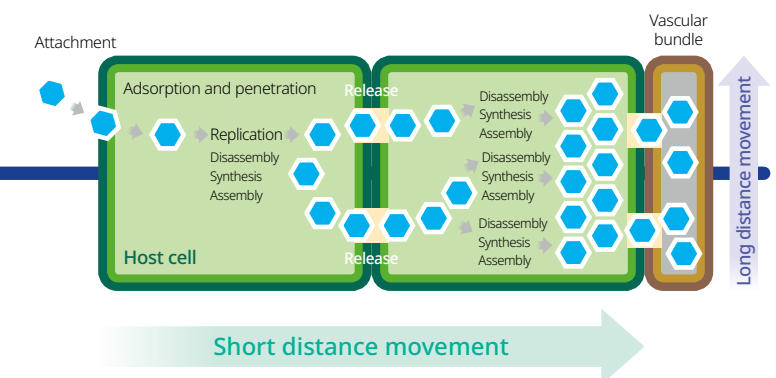 Attachment
Vascular
bundle
Adsorption and penetration
Release
Replication
Disassembly
Synthesis
Assembly
Disassembly
Synthesis
Assembly
Disassembly
Synthesis
Assembly
Disassembly
Synthesis
Assembly
Host cell
Release
Long distance movement
Short distance movement